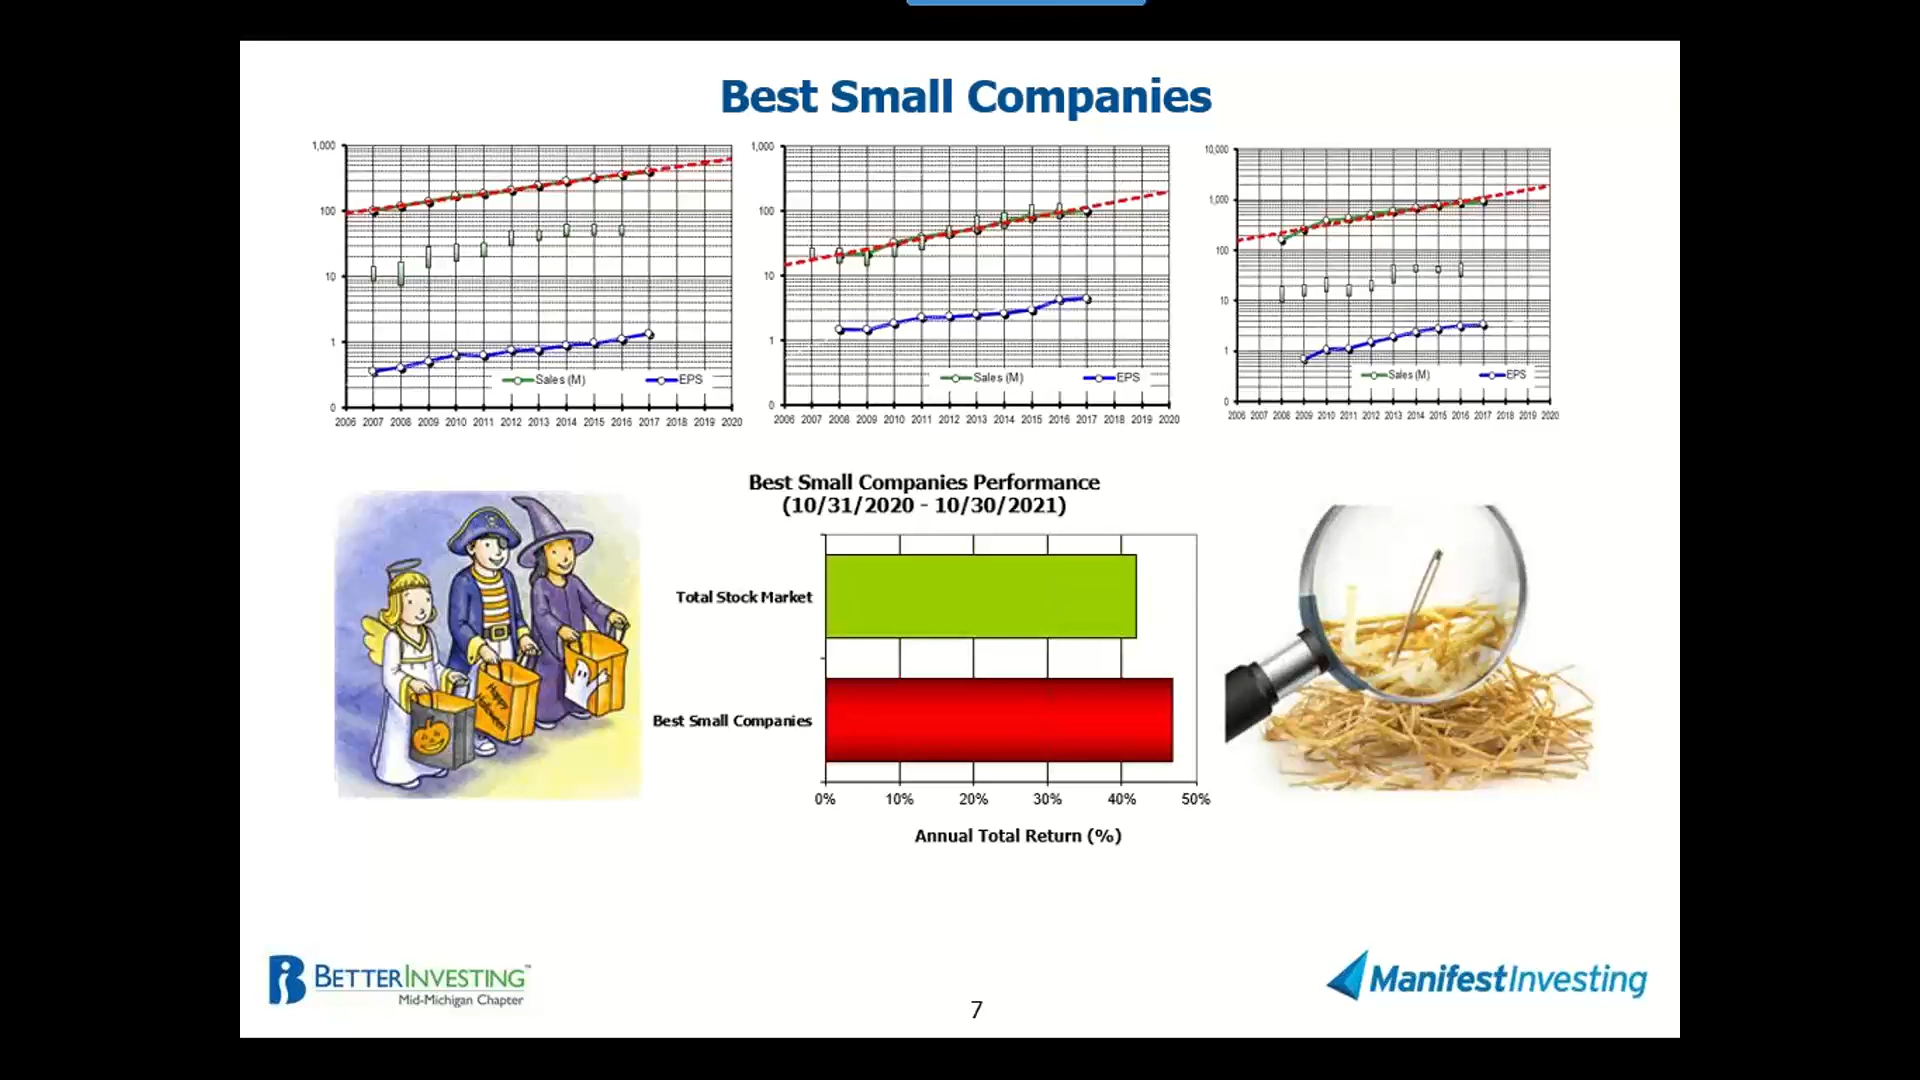 Best Small Companies
1,000
100
10
1
0
Sales (M)
EPS
2006 2007 2008 2009 2010 2011 2012 2013 2014 2015 2016 2017 2018 2019 2020
1,000
100
10
1
0
Sales (M)
EPS
2006 2007 2008 2009 2010 2011 2012 2013 2014 2015 2016 2017 2018 2019 2020
10,000
1,000
100
10
1
0
Sales (M)
EPS
2006 2007 2008 2009 2010 2011 2012 2013 2014 2015 2016 2017 2018 2019 2020
Happy
Halloween
Best Small Companies Performance
(10/31/2020 - 10/30/2021)
Total Stock Market
Best Small Companies
0% 10% 20% 30% 40% 50%
Annual Total Return (%)
BETTERINVESTING™
Mid-Michigan Chapter
7
ManifestInvesting